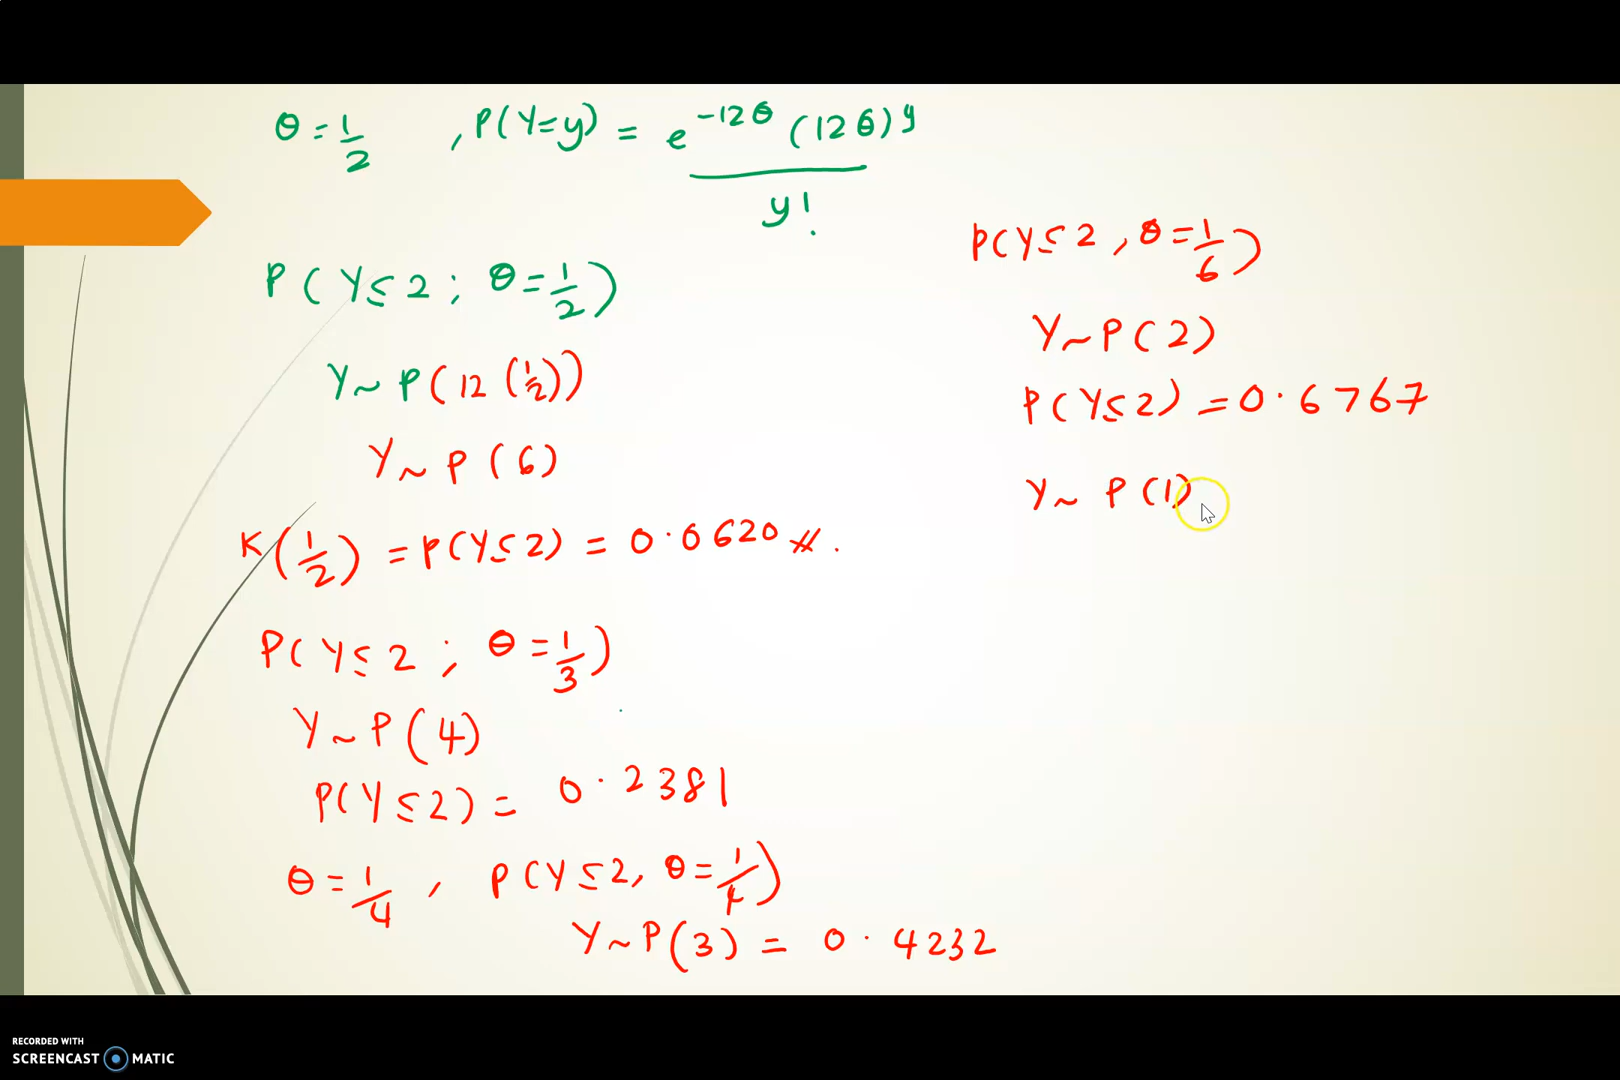 θ = 1/2 , P(Y=y) = e^{-12θ} (12θ)^y / y!
P(Y≤2 ; θ=1/2)
Y~P(12(1/2))
Y~P(6)
K(1/2) = P(Y≤2) = 0.0620 //.
P(Y≤2 ; θ=1/3)
Y~P(4)
P(Y≤2) = 0.2381
θ=1/4 , P(Y≤2, θ=1/4)
Y~P(3) = 0.4232
P(Y≤2, θ=1/6)
Y~P(2)
P(Y≤2) = 0.6767
Y~P(1)
RECORDED WITH
SCREENCAST MATIC